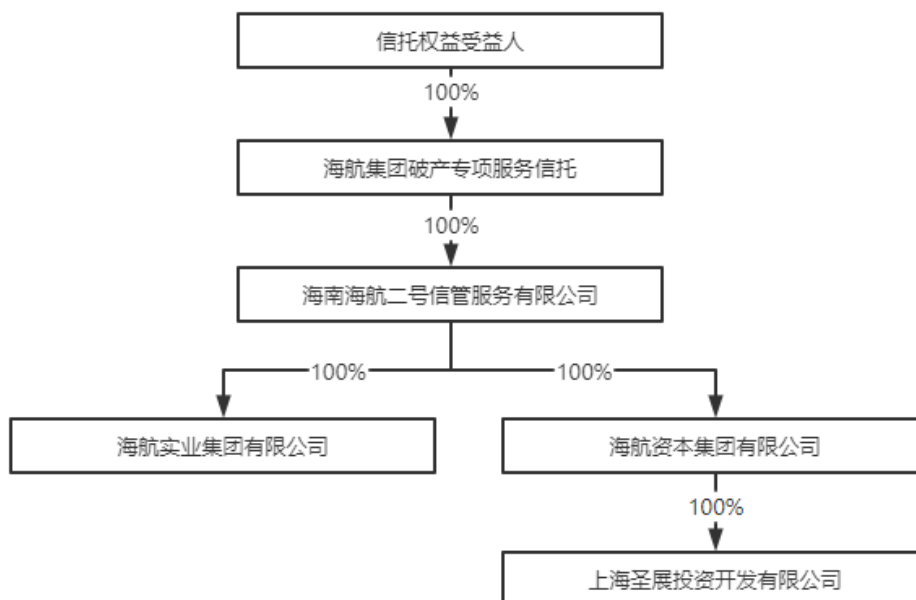 信托权益受益人
100%
海航集团破产专项服务信托
100%
海南海航二号信管服务有限公司
100%
100%
海航实业集团有限公司
海航资本集团有限公司
100%
上海圣展投资开发有限公司